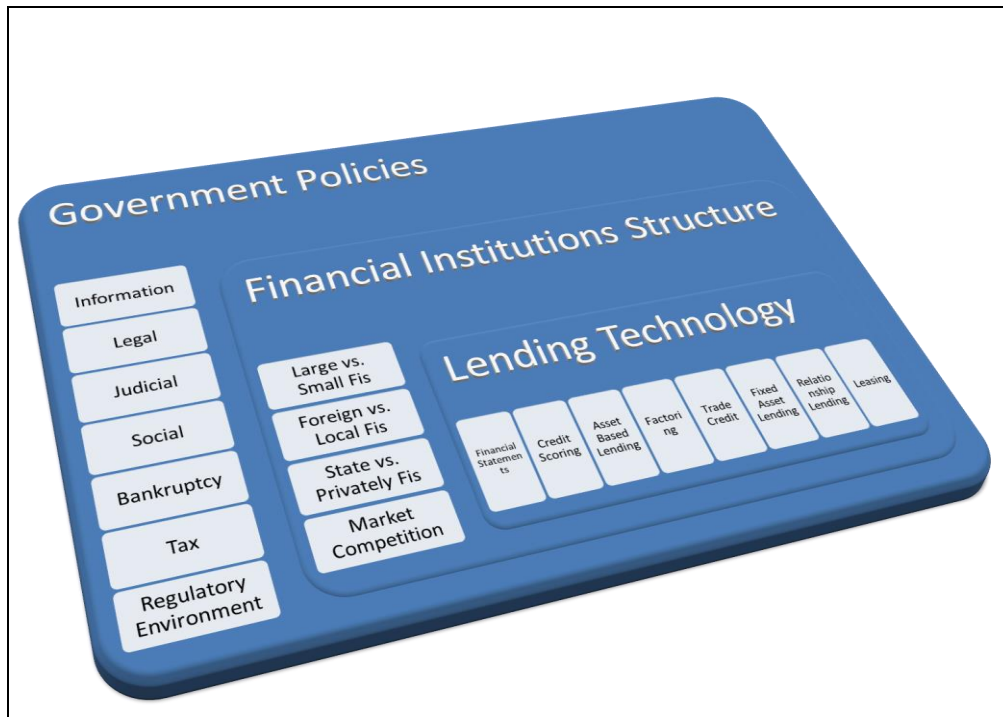 Government Policies
Information
Legal
Judicial
Social
Bankruptcy
Tax
Regulatory
Environment
Financial Institutions Structure
Large vs.
Small Fis
Foreign vs.
Local Fis
State vs.
Privately Fis
Market
Competition
Lending Technology
Financial
Statemen
ts
Credit
Scoring
Asset
Based
Lending
Factori
ng
Trade
Credit
Fixed
Asset
Lending
Relatio
nship
Lending
Leasing